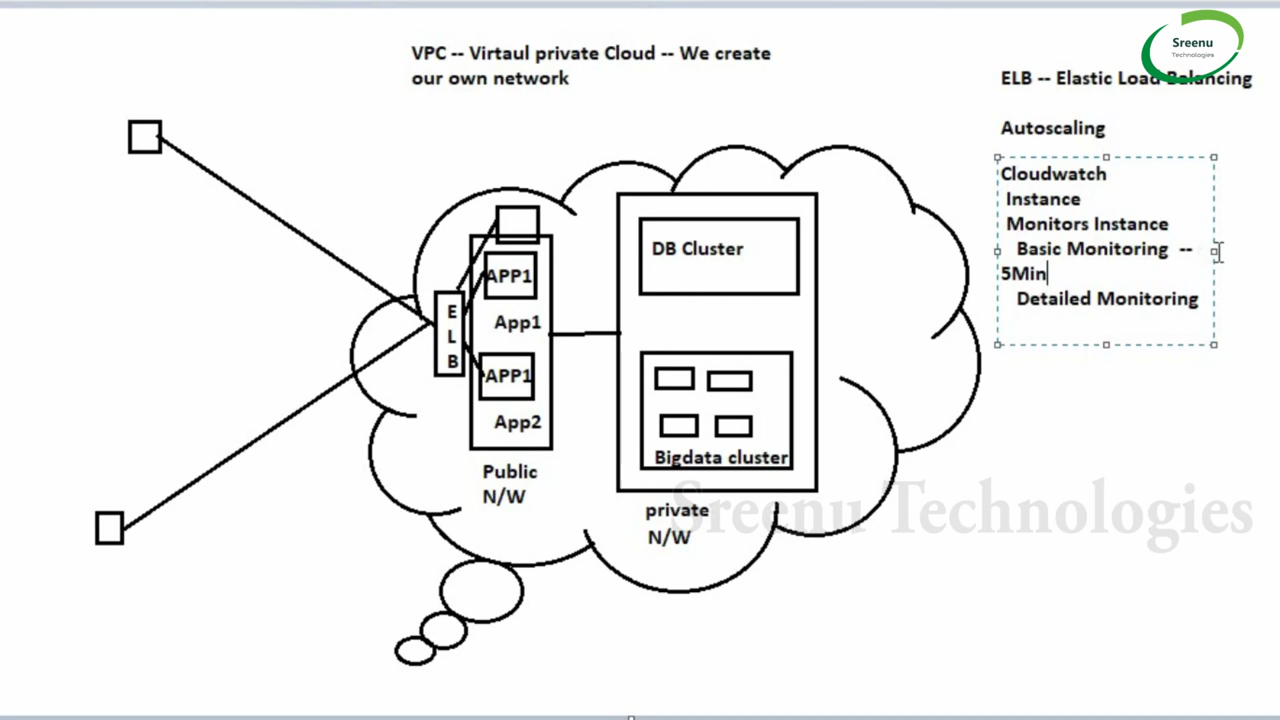 VPC -- Virtaul private Cloud -- We create
our own network
Sreenu
Technologies
ELB -- Elastic Load Balancing
Autoscaling
Cloudwatch
Instance
Monitors Instance
Basic Monitoring --
5Min
Detailed Monitoring
E
L
B
APP1
App1
APP1
App2
Public
N/W
DB Cluster
Bigdata cluster
private
N/W
Sreenu Technologies